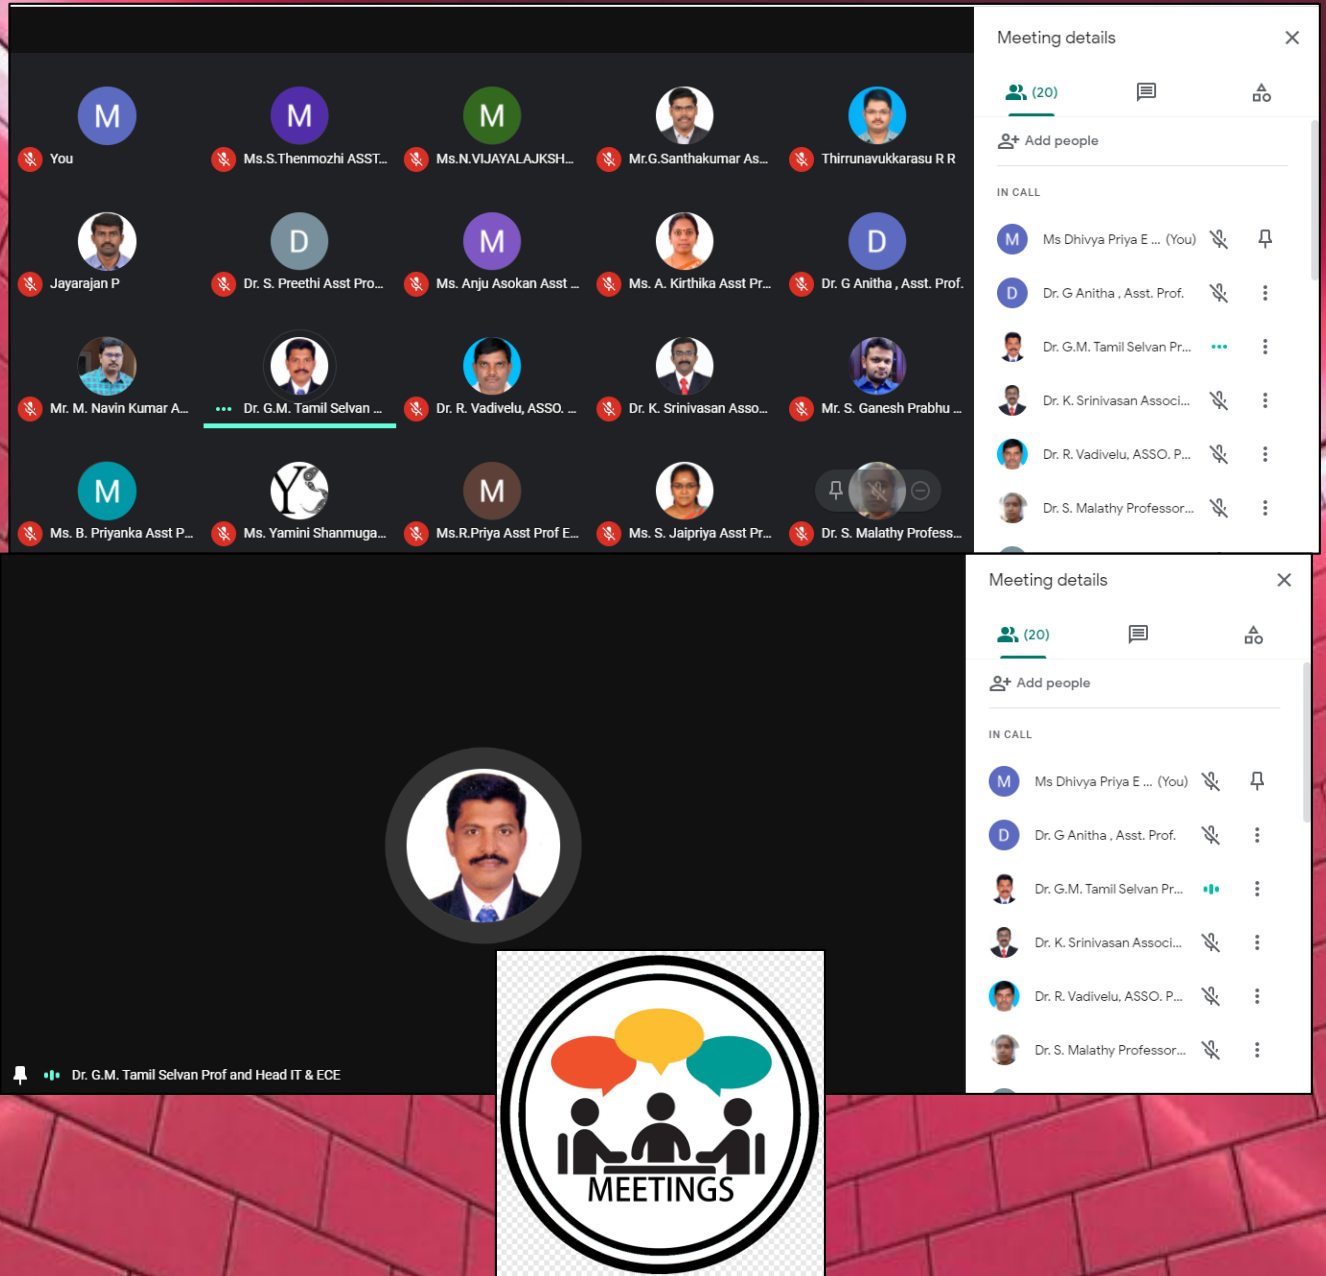 Meeting details
(20)
Add people
IN CALL
M
You
M
Ms.S.Thenmozhi ASST...
M
Ms.N.VIJAYALAJKSH...
Mr.G.Santhakumar As...
Thirrunavukkarasu R R
Jayarajan P
D
Dr. S. Preethi Asst Pro...
M
Ms. Anju Asokan Asst ...
Ms. A. Kirthika Asst Pr...
D
Dr. G Anitha , Asst. Prof.
Mr. M. Navin Kumar A...
Dr. G.M. Tamil Selvan ...
Dr. R. Vadivelu, ASSO. ...
Dr. K. Srinivasan Asso...
Mr. S. Ganesh Prabhu ...
M
Ms. B. Priyanka Asst P...
YS
Ms. Yamini Shanmuga...
M
Ms.R.Priya Asst Prof E...
Ms. S. Jaipriya Asst Pr...
Dr. S. Malathy Profess...
M
Ms Dhivya Priya E ... (You)
D
Dr. G Anitha , Asst. Prof.
Dr. G.M. Tamil Selvan Pr...
Dr. K. Srinivasan Associ...
Dr. R. Vadivelu, ASSO. P...
Dr. S. Malathy Professor...
Meeting details
(20)
Add people
IN CALL
M
Ms Dhivya Priya E ... (You)
D
Dr. G Anitha , Asst. Prof.
Dr. G.M. Tamil Selvan Pr...
Dr. K. Srinivasan Associ...
Dr. R. Vadivelu, ASSO. P...
Dr. S. Malathy Professor...
Dr. G.M. Tamil Selvan Prof and Head IT & ECE
MEETINGS